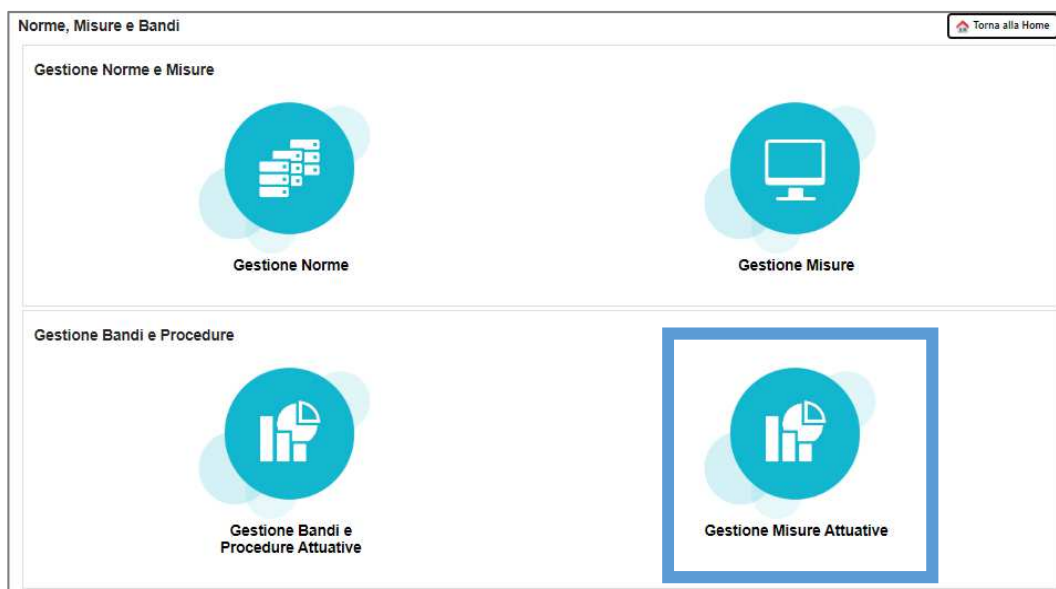 Norme, Misure e Bandi
Torna alla Home
Gestione Norme e Misure
Gestione Norme
Gestione Misure
Gestione Bandi e Procedure
Gestione Bandi e
Procedure Attuative
Gestione Misure Attuative